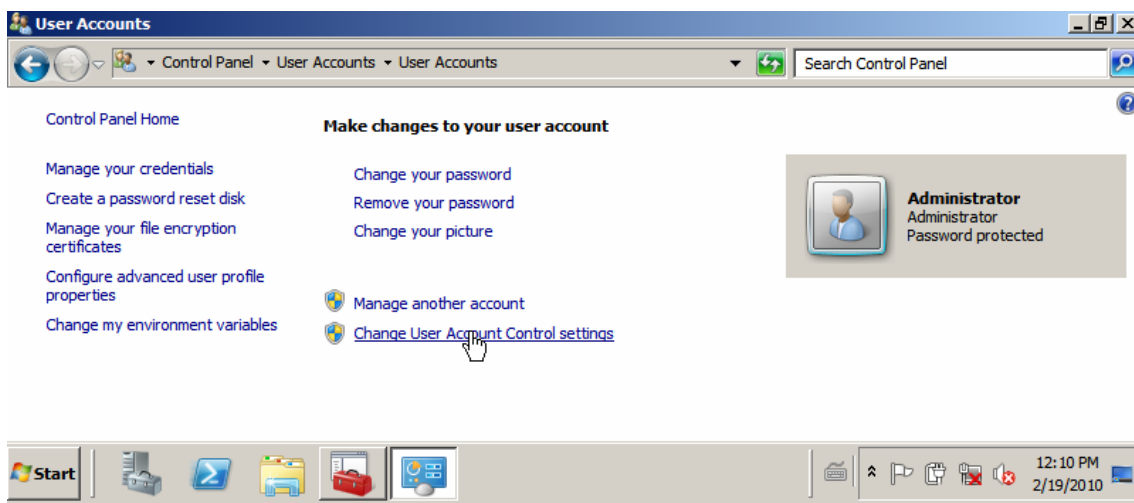 User Accounts
Control Panel User Accounts User Accounts
Search Control Panel
Control Panel Home
Manage your credentials
Create a password reset disk
Manage your file encryption
certificates
Configure advanced user profile
properties
Change my environment variables
Make changes to your user account
Change your password
Remove your password
Change your picture
Manage another account
Change User Account Control settings
Administrator
Administrator
Password protected
Start
12:10 PM
2/19/2010